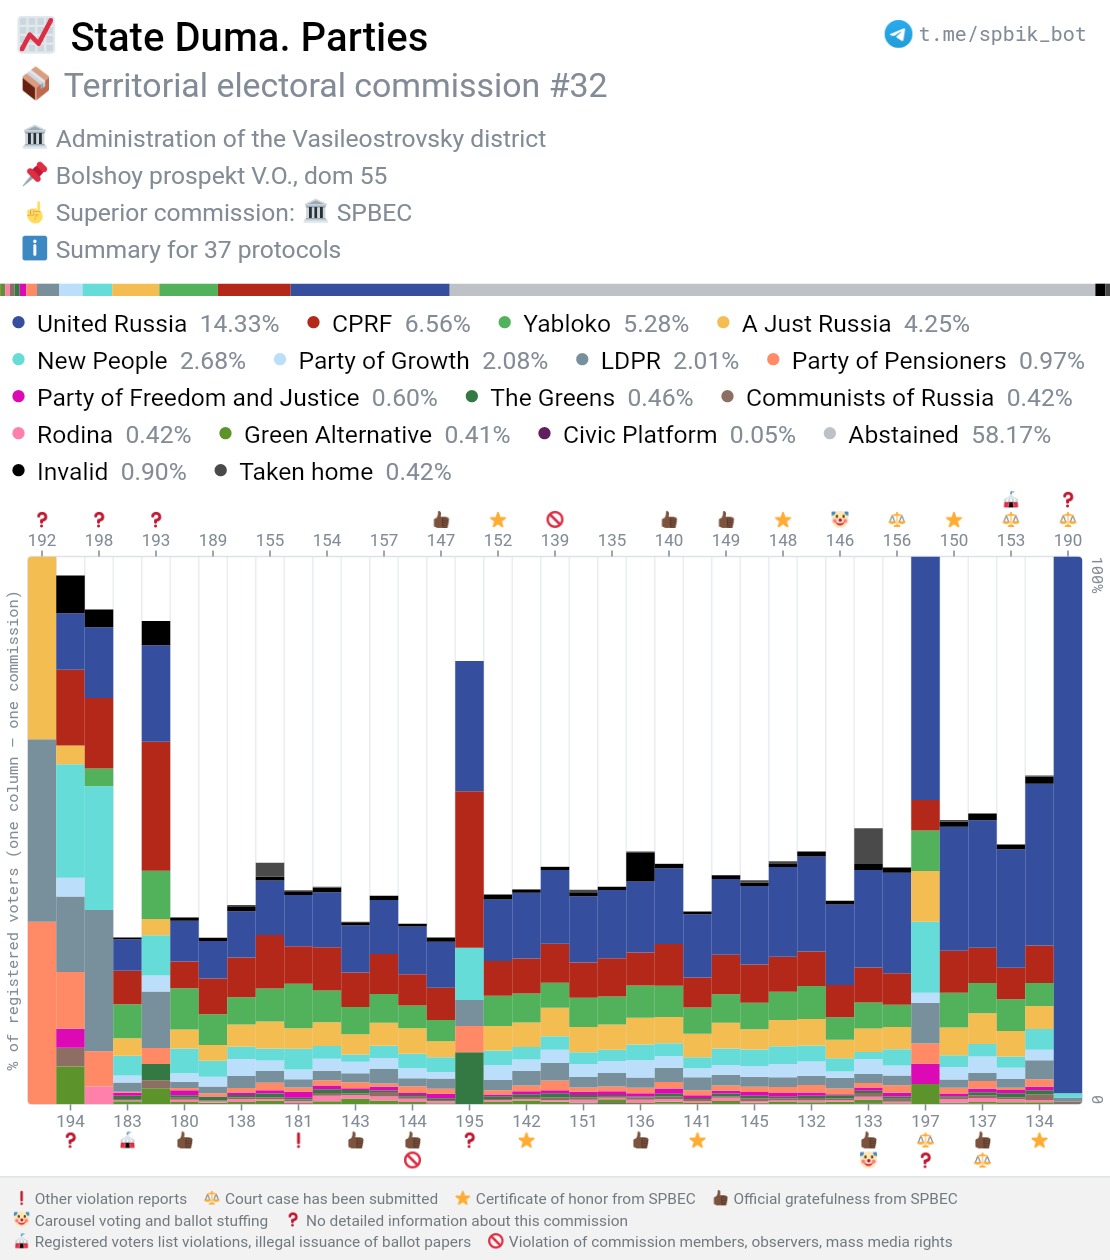 State Duma. Parties
t.me/spbik_bot
Territorial electoral commission #32
Administration of the Vasileostrovsky district
Bolshoy prospekt V.O., dom 55
Superior commission: SPBEC
Summary for 37 protocols
United Russia 14.33% CPRF 6.56% Yabloko 5.28% A Just Russia 4.25%
New People 2.68% Party of Growth 2.08% LDPR 2.01% Party of Pensioners 0.97%
Party of Freedom and Justice 0.60% The Greens 0.46% Communists of Russia 0.42%
Rodina 0.42% Green Alternative 0.41% Civic Platform 0.05% Abstained 58.17%
Invalid 0.90% Taken home 0.42%
192 198 193 189 155 154 157 147 152 139 135 140 149 148 146 156 150 153 190
100%
% of registered voters (one column – one commission)
0
194 183 180 138 181 143 144 195 142 151 136 141 145 132 133 197 137 134
Other violation reports Court case has been submitted Certificate of honor from SPBEC Official gratefulness from SPBEC
Carousel voting and ballot stuffing No detailed information about this commission
Registered voters list violations, illegal issuance of ballot papers Violation of commission members, observers, mass media rights